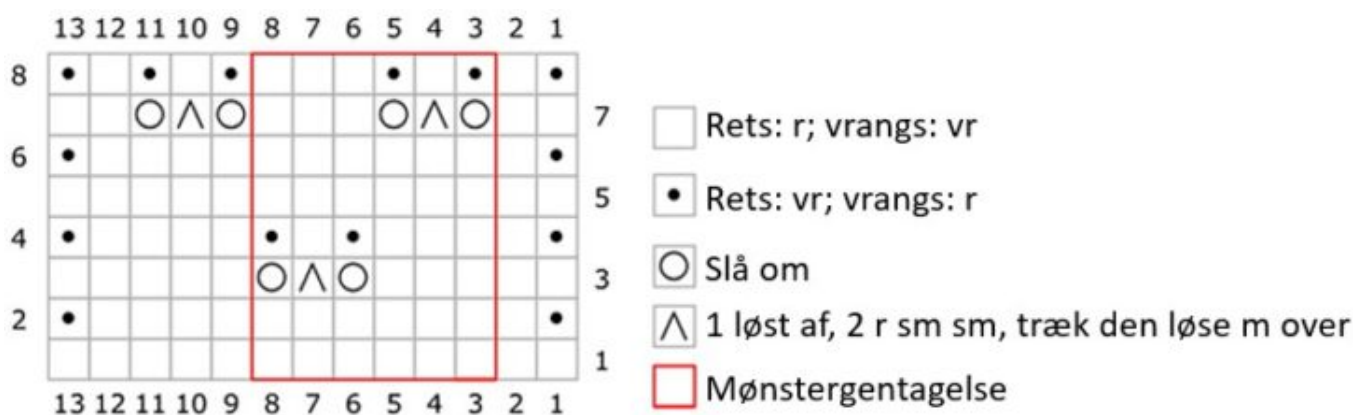 13 12 11 10 9 8 7 6 5 4 3 2 1
8
7
6
5
4
3
2
1
13 12 11 10 9 8 7 6 5 4 3 2 1
Rets: r; vrangs: vr
Rets: vr; vrangs: r
Slå om
1 løst af, 2 r sm sm, træk den løse m over
Mønstergentagelse